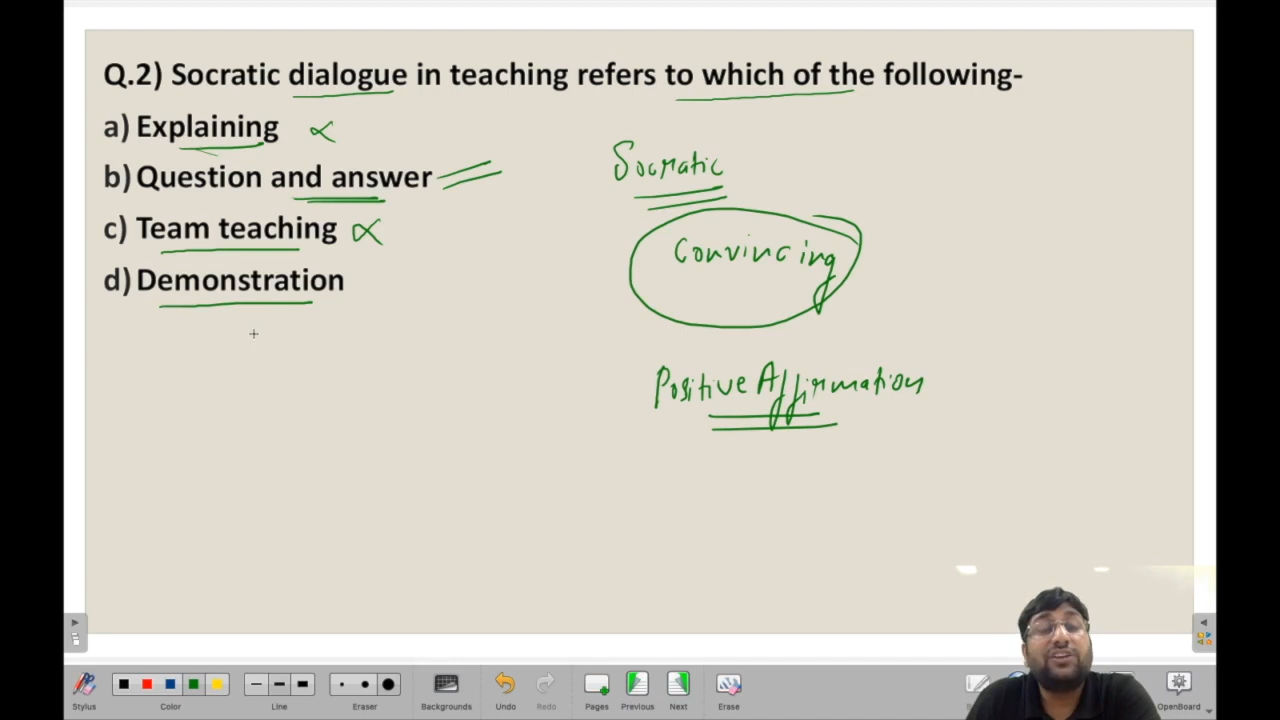 Q.2) Socratic dialogue in teaching refers to which of the following-
a) Explaining
b) Question and answer
c) Team teaching
d) Demonstration
Socratic
Convincing
Positive Affirmation
Stylus
Color
Line
Eraser
Backgrounds
Undo
Redo
Pages
Previous
Next
Erase
OpenBoard